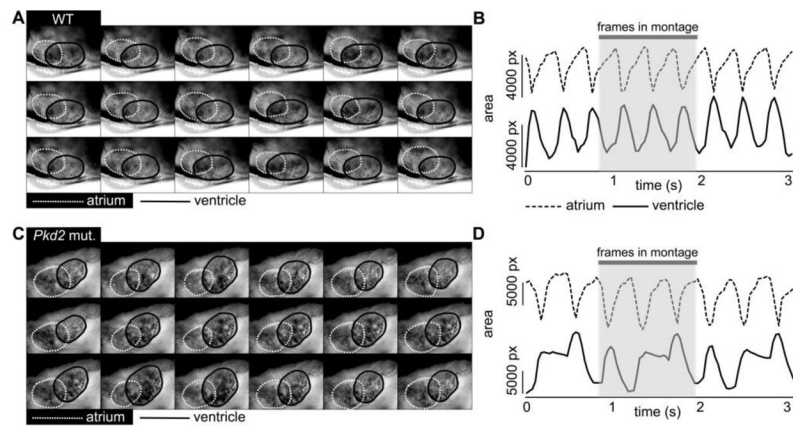 A
WT
atrium
ventricle
B
frames in montage
4000 px
4000 px
area
0
1
2
3
time (s)
atrium
ventricle
C
Pkd2 mut.
atrium
ventricle
D
frames in montage
5000 px
5000 px
area
0
1
2
3
time (s)